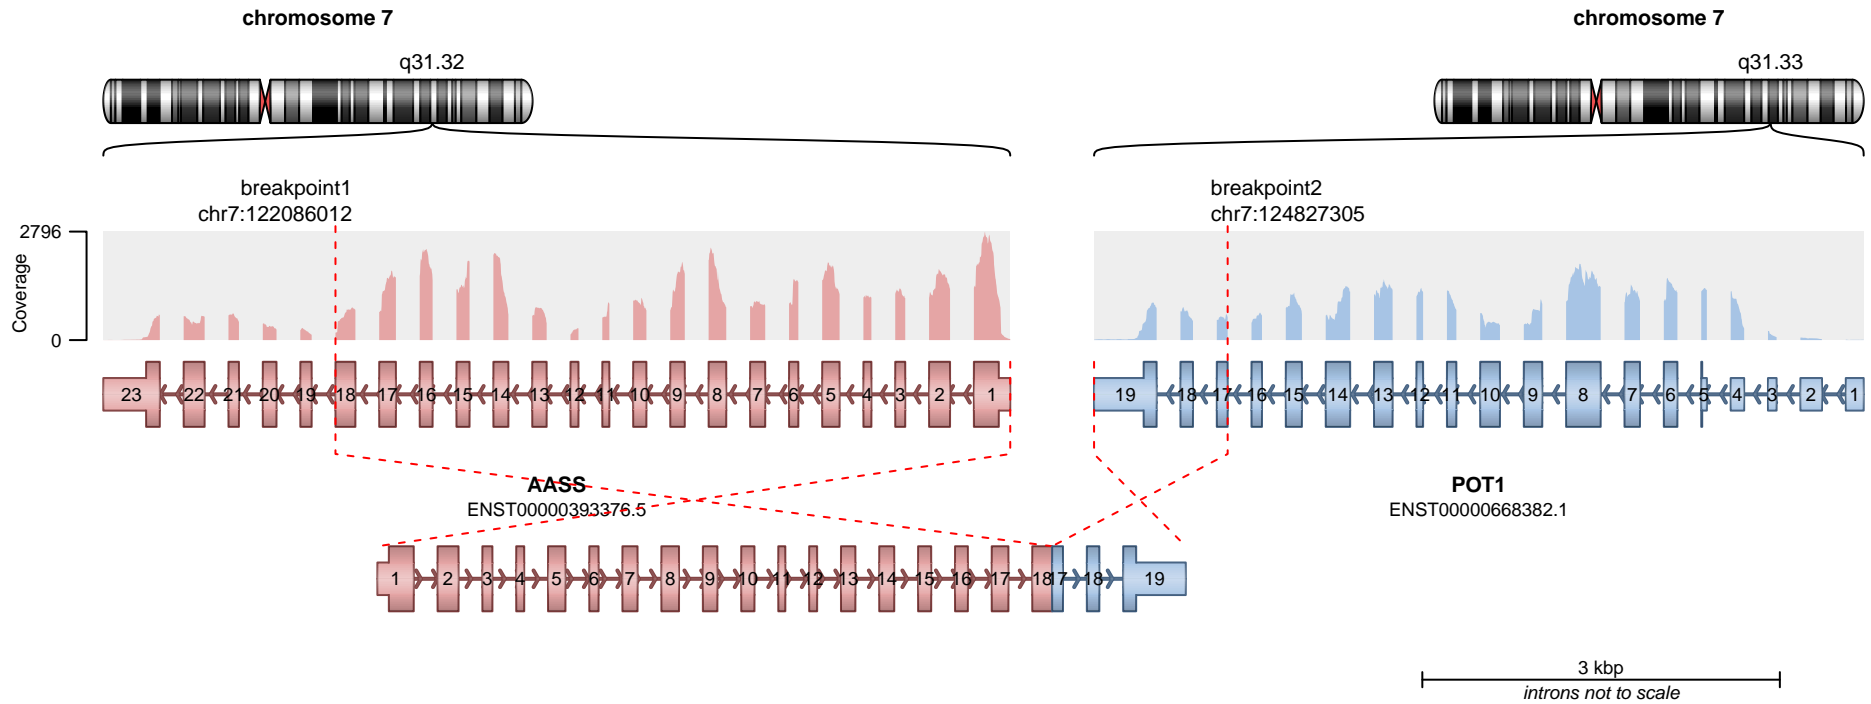 chromosome 7
chromosome 7
q31.32
q31.33
breakpoint1
chr7:122086012
breakpoint2
chr7:124827305
Coverage
2796
0
23 22 21 20 19 18 17 16 15 14 13 12 11 10 9 8 7 6 5 4 3 2 1
19 18 17 16 15 14 13 12 11 10 9 8 7 6 5 4 3 2 1
AASS
ENST00000393376.5
POT1
ENST00000668382.1
1 2 3 4 5 6 7 8 9 10 11 12 13 14 15 16 17 18 17 18 19
3 kbp
introns not to scale